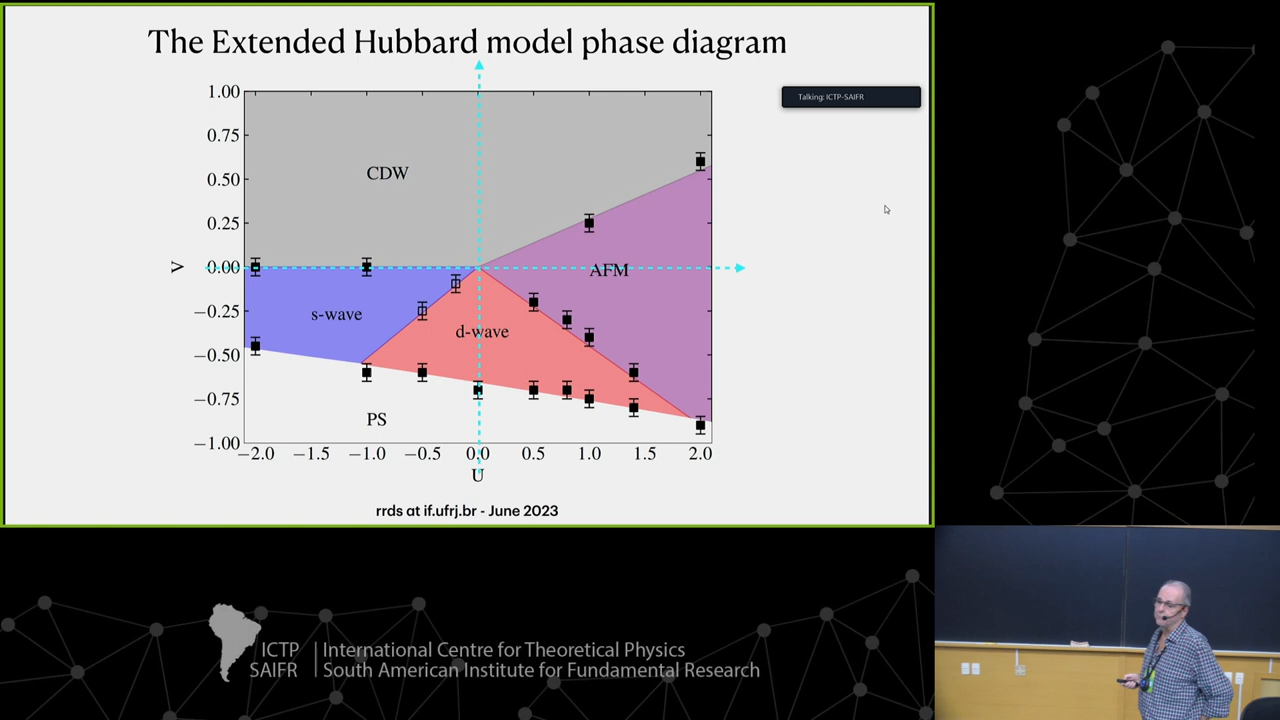 The Extended Hubbard model phase diagram
Talking: ICTP-SAIFR
1.00
0.75
0.50
0.25
0.00
−0.25
−0.50
−0.75
−1.00
V
CDW
AFM
s-wave
d-wave
PS
−2.0 −1.5 −1.0 −0.5 0.0 0.5 1.0 1.5 2.0
U
rrds at if.ufrj.br - June 2023
ICTP International Centre for Theoretical Physics
SAIFR South American Institute for Fundamental Research